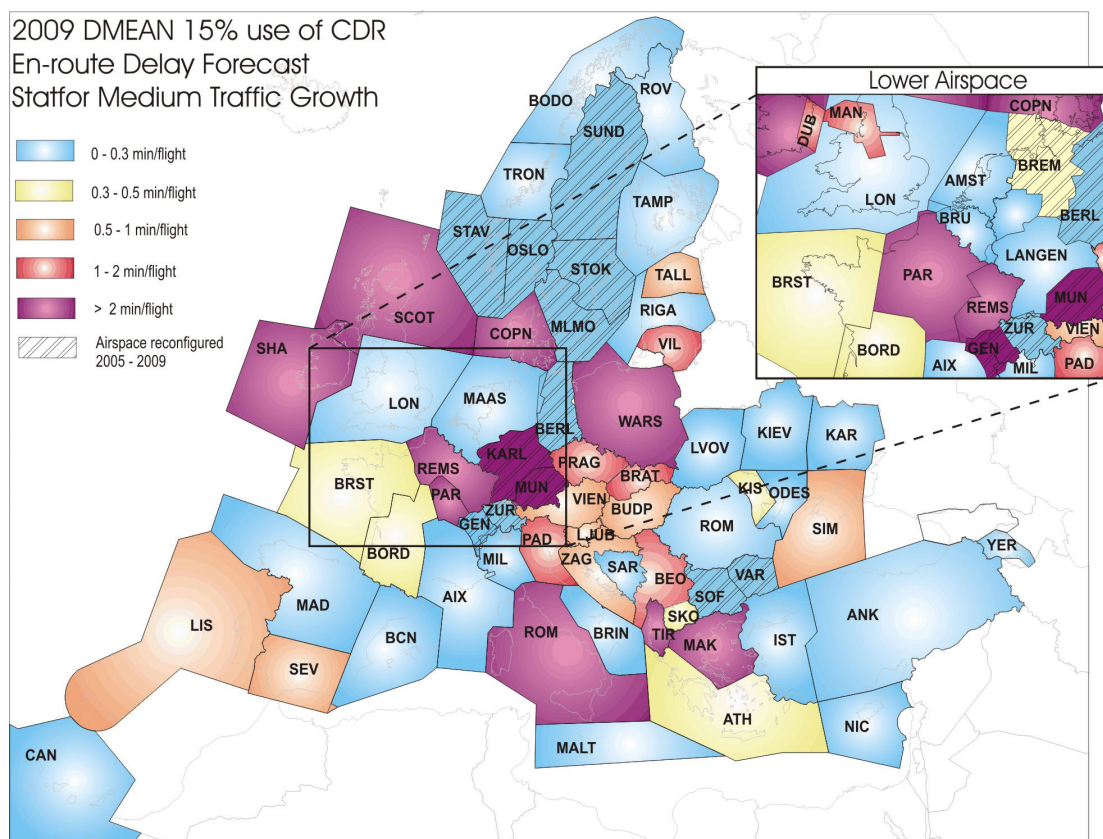 2009 DMEAN 15% use of CDR
En-route Delay Forecast
Statfor Medium Traffic Growth
0 - 0.3 min/flight
0.3 - 0.5 min/flight
0.5 - 1 min/flight
1 - 2 min/flight
> 2 min/flight
Airspace reconfigured
2005 - 2009
Lower Airspace
COPN
MAN
DUB
BREM
AMST
LON
BERL
BRU
LANGEN
PAR
BRST
REMS
MUN
ZUR
VIEN
BORD
GEN
AIX
MIL
PAD
ROV
BODO
SUND
TRON
TAMP
STAV
OSLO
STOK
TALL
RIGA
SCOT
MLMO
COPN
VIL
SHA
LON
MAAS
WARS
BERL
KIEV
KAR
LVOV
KARL
PRAG
REMS
BRAT
BRST
PAR
MUN
KIS
ODES
VIEN
ZUR
BUDP
GEN
ROM
SIM
LJUB
PAD
BORD
MIL
ZAG
SAR
BEO
YER
VAR
SOF
AIX
MAD
ANK
LIS
SKO
BCN
ROM
BRIN
TIR
MAK
IST
SEV
ATH
NIC
MALT
CAN